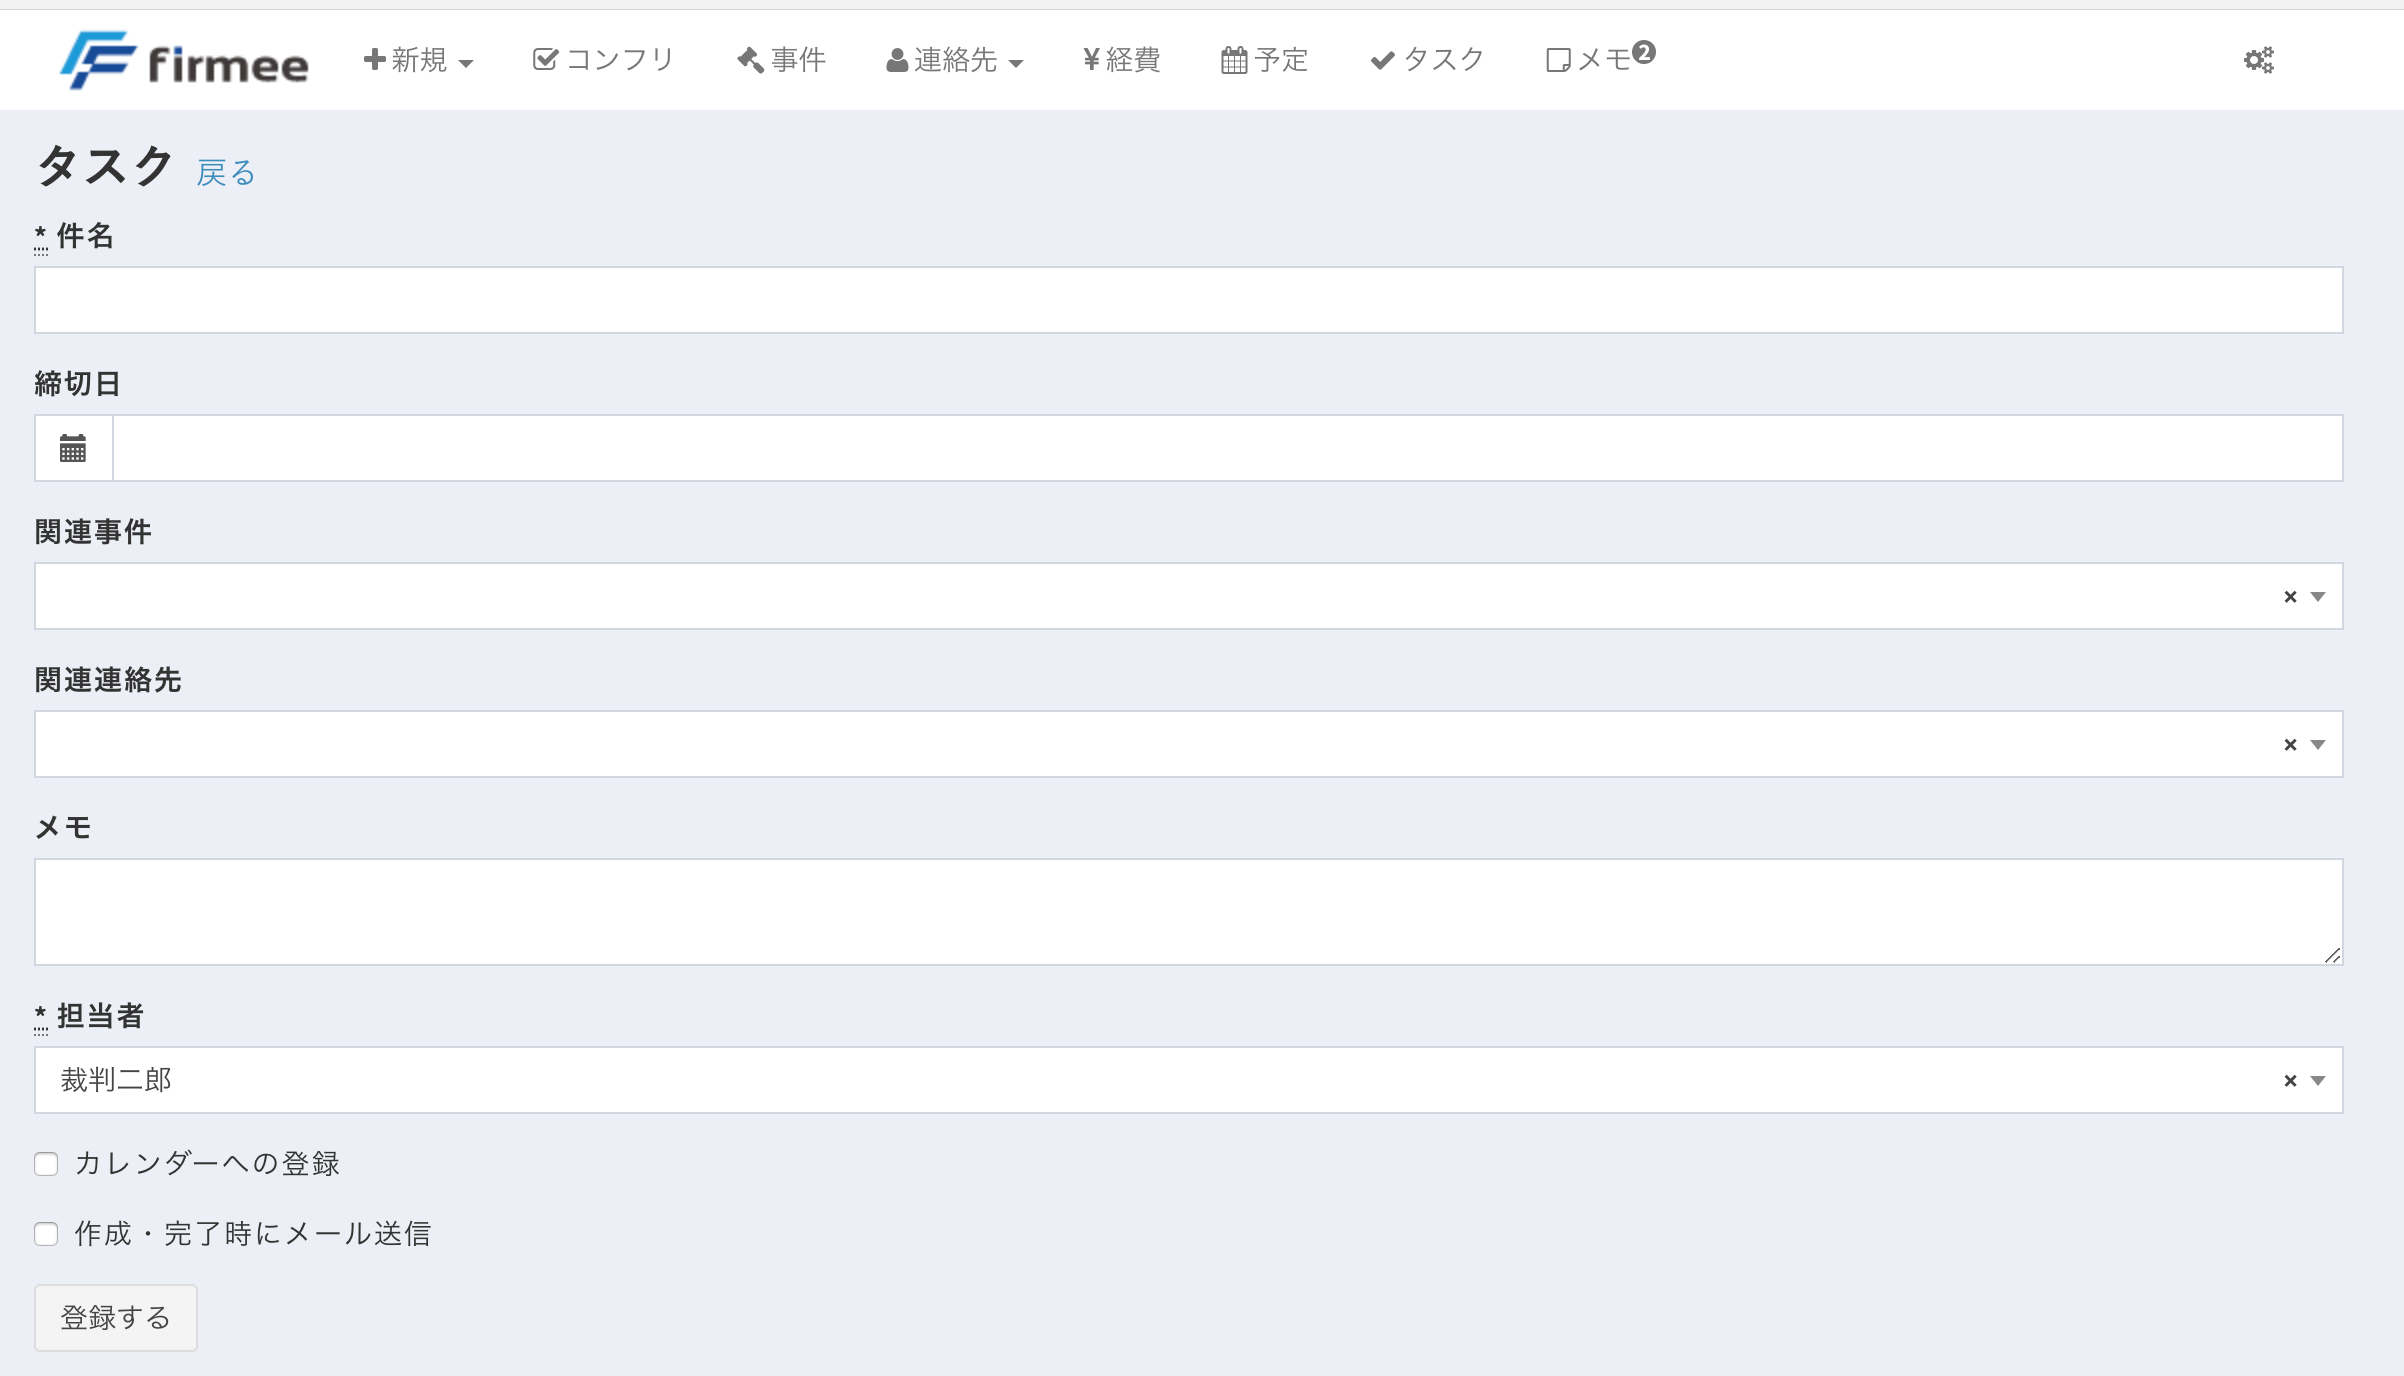 firmee 新規 コンフリ 事件 連絡先 ¥経費 予定 タスク メモ2
タスク 戻る
* 件名
締切日
関連事件
関連連絡先
メモ
* 担当者
裁判二郎
カレンダーへの登録
作成・完了時にメール送信
登録する